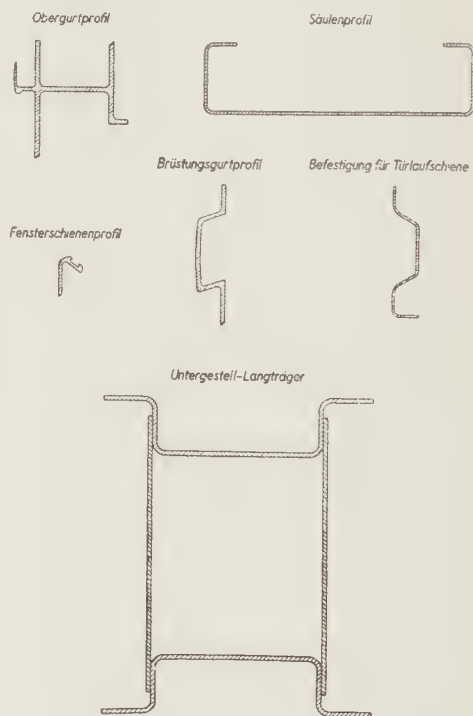 Obergurtprofil
Säulenprofil
Brüstungsgurtprofil
Befestigung für Türlaufschiene
Fensterschienenprofil
Untergestell-Langträger